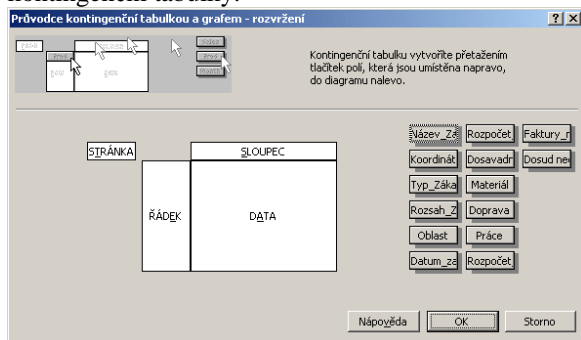 kontingenční tabulky.
Průvodce kontingenční tabulkou a grafem - rozvržení
Kontingenční tabulku vytvoříte přetažením
tlačítek polí, která jsou umístěna napravo,
do diagramu nalevo.
STRÁNKA
SLOUPEC
ŘÁDEK
DATA
Název_Za Rozpočet Faktury_r
Koordinát Dosavadr Dosud ne
Typ_Záka Materiál
Rozsah_Z Doprava
Oblast Práce
Datum_za Rozpočet
Nápověda OK Storno